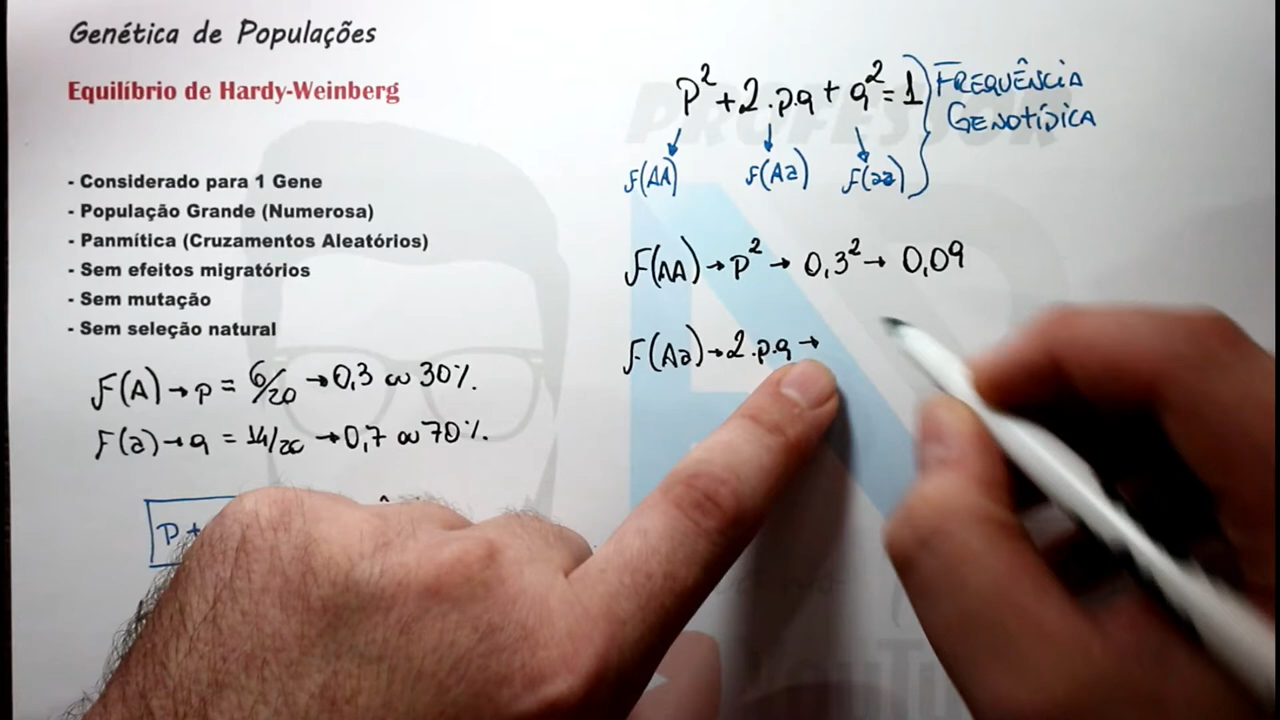 Genética de Populações
Equilíbrio de Hardy-Weinberg
- Considerado para 1 Gene
- População Grande (Numerosa)
- Panmítica (Cruzamentos Aleatórios)
- Sem efeitos migratórios
- Sem mutação
- Sem seleção natural
F(A) → p = 6/20 → 0,3 ou 30%.
F(a) → q = 14/20 → 0,7 ou 70%.
P +
p² + 2.p.q + q² = 1
FREQUÊNCIA
GENOTÍPICA
F(AA) F(Aa) F(aa)
F(AA) → p² → 0,3² → 0,09
F(Aa) → 2.p.q →
PROFESSOR